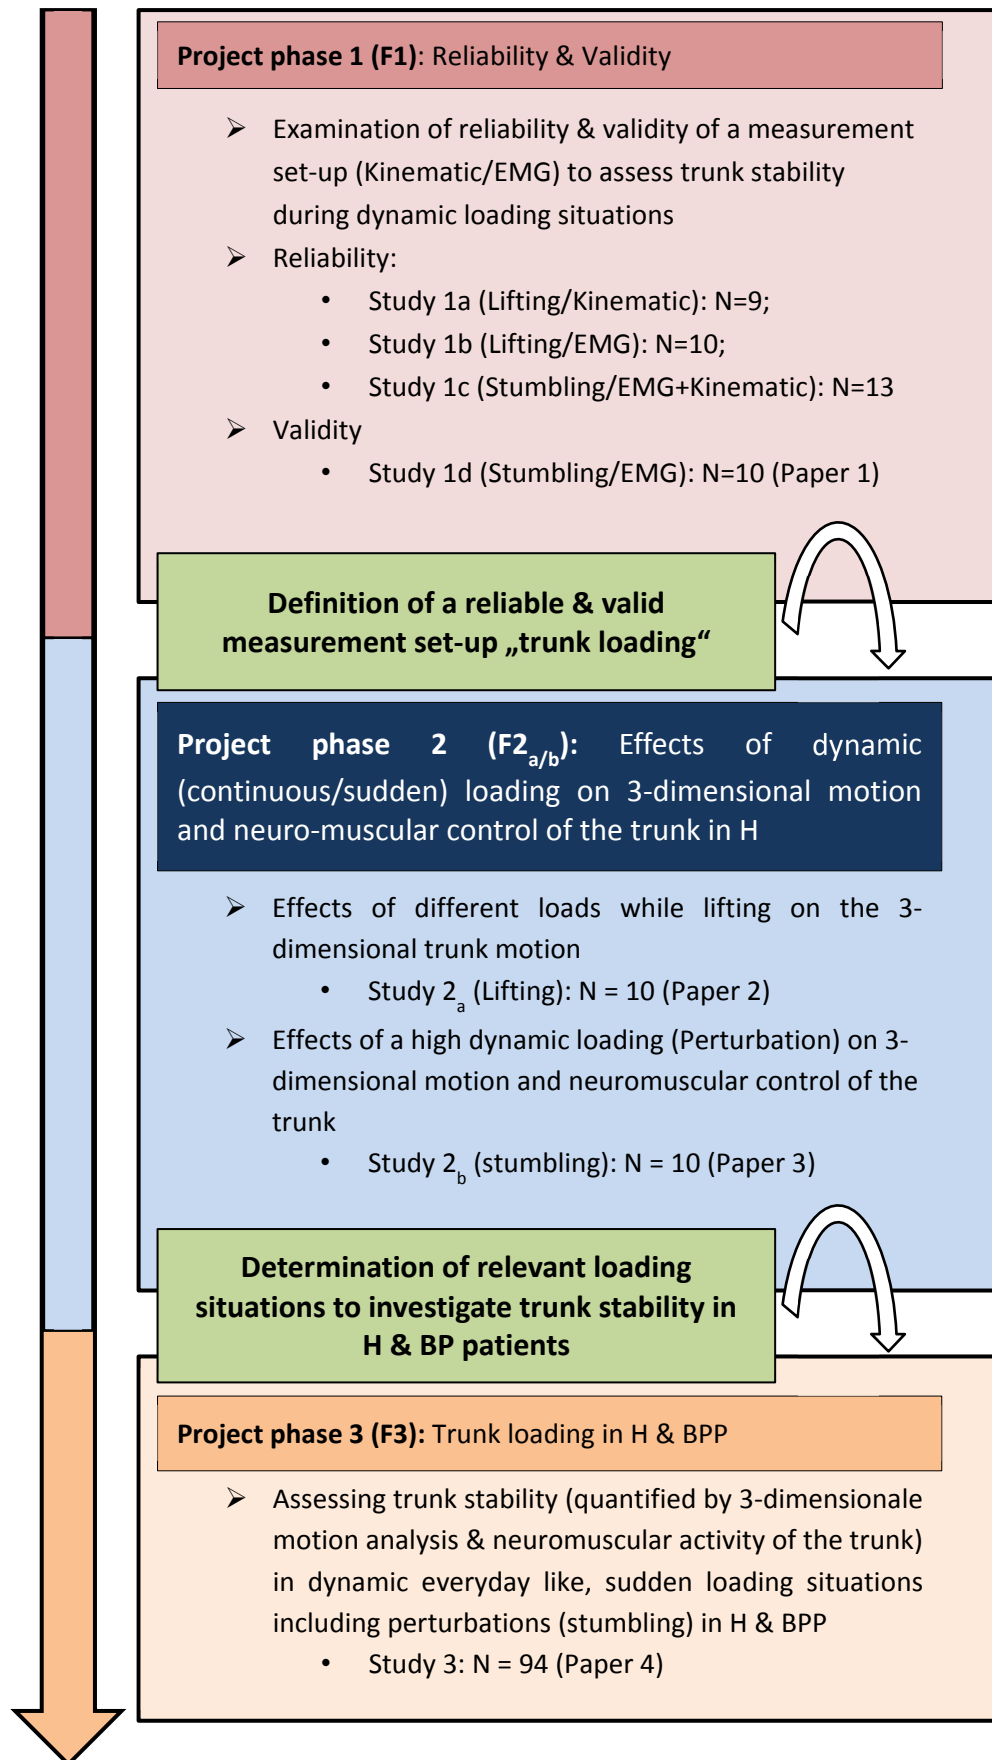 Project phase 1 (F1): Reliability & Validity
➢ Examination of reliability & validity of a measurement
set-up (Kinematic/EMG) to assess trunk stability
during dynamic loading situations
➢ Reliability:
• Study 1a (Lifting/Kinematic): N=9;
• Study 1b (Lifting/EMG): N=10;
• Study 1c (Stumbling/EMG+Kinematic): N=13
➢ Validity
• Study 1d (Stumbling/EMG): N=10 (Paper 1)
Definition of a reliable & valid
measurement set-up „trunk loading“
Project phase 2 (F2a/b): Effects of dynamic
(continuous/sudden) loading on 3-dimensional motion
and neuro-muscular control of the trunk in H
➢ Effects of different loads while lifting on the 3-
dimensional trunk motion
• Study 2a (Lifting): N = 10 (Paper 2)
➢ Effects of a high dynamic loading (Perturbation) on 3-
dimensional motion and neuromuscular control of the
trunk
• Study 2b (stumbling): N = 10 (Paper 3)
Determination of relevant loading
situations to investigate trunk stability in
H & BP patients
Project phase 3 (F3): Trunk loading in H & BPP
➢ Assessing trunk stability (quantified by 3-dimensionale
motion analysis & neuromuscular activity of the trunk)
in dynamic everyday like, sudden loading situations
including perturbations (stumbling) in H & BPP
• Study 3: N = 94 (Paper 4)